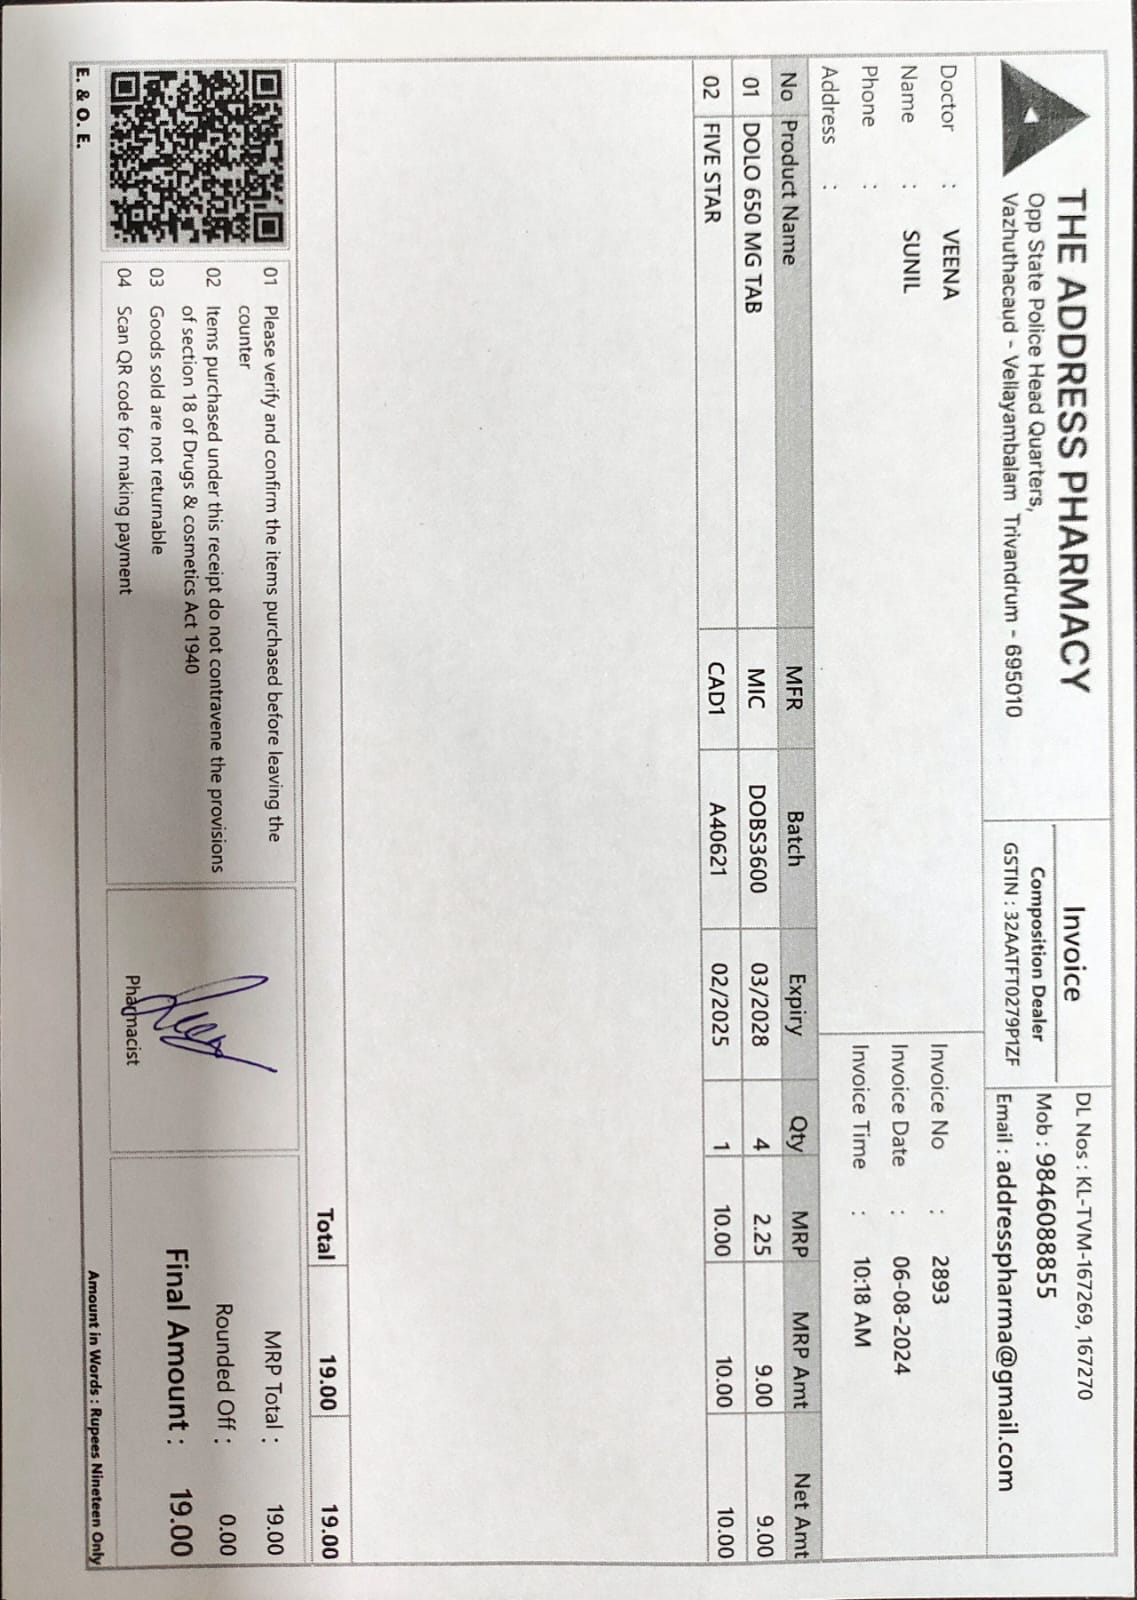 THE ADDRESS PHARMACY
Opp State Police Head Quarters,
Vazhuthacaud - Vellayambalam Trivandrum - 695010
Invoice
Composition Dealer
GSTIN : 32AATFT0279P1ZF
DL Nos : KL-TVM-167269, 167270
Mob : 9846088855
Email : addresspharma@gmail.com
Doctor : VEENA
Name : SUNIL
Phone :
Address :
Invoice No : 2893
Invoice Date : 06-08-2024
Invoice Time : 10:18 AM
No Product Name MFR Batch Expiry Qty MRP MRP Amt Net Amt
01 DOLO 650 MG TAB MIC DOBS3600 03/2028 4 2.25 9.00 9.00
02 FIVE STAR CAD1 A40621 02/2025 1 10.00 10.00 10.00
Total 19.00 19.00
01 Please verify and confirm the items purchased before leaving the
counter
02 Items purchased under this receipt do not contravene the provisions
of section 18 of Drugs & cosmetics Act 1940
03 Goods sold are not returnable
04 Scan QR code for making payment
Pharmacist
MRP Total : 19.00
Rounded Off : 0.00
Final Amount : 19.00
E. & O. E.
Amount in Words : Rupees Nineteen Only